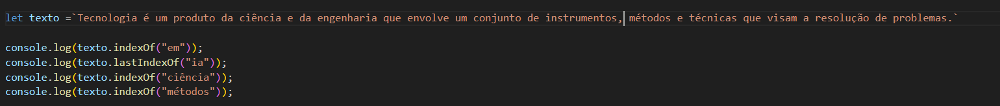 let texto =`Tecnologia é um produto da ciência e da engenharia que envolve um conjunto de instrumentos, métodos e técnicas que visam a resolução de problemas.`
console.log(texto.indexOf("em"));
console.log(texto.lastIndexOf("ia"));
console.log(texto.indexOf("ciência"));
console.log(texto.indexOf("métodos"));